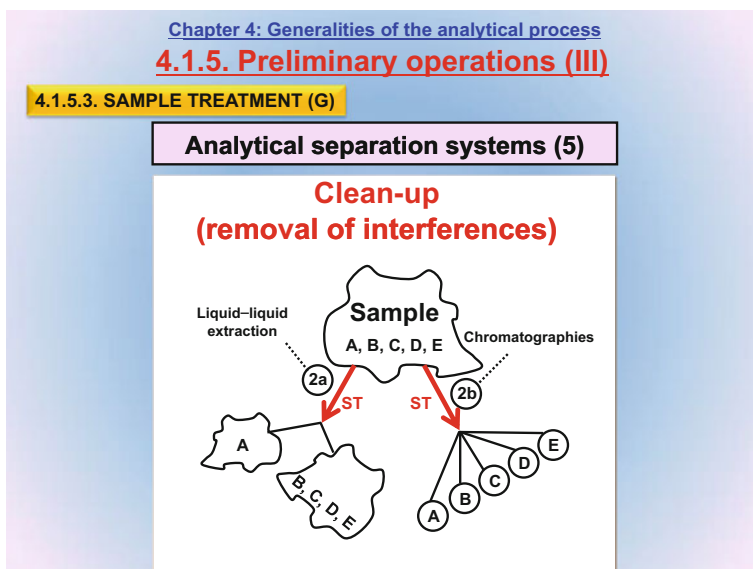 Chapter 4: Generalities of the analytical process
4.1.5. Preliminary operations (III)
4.1.5.3. SAMPLE TREATMENT (G)
Analytical separation systems (5)
Clean-up
(removal of interferences)
Liquid–liquid
extraction
Sample
A, B, C, D, E
Chromatographies
2a
ST
ST
2b
A
B, C, D, E
A
B
C
D
E